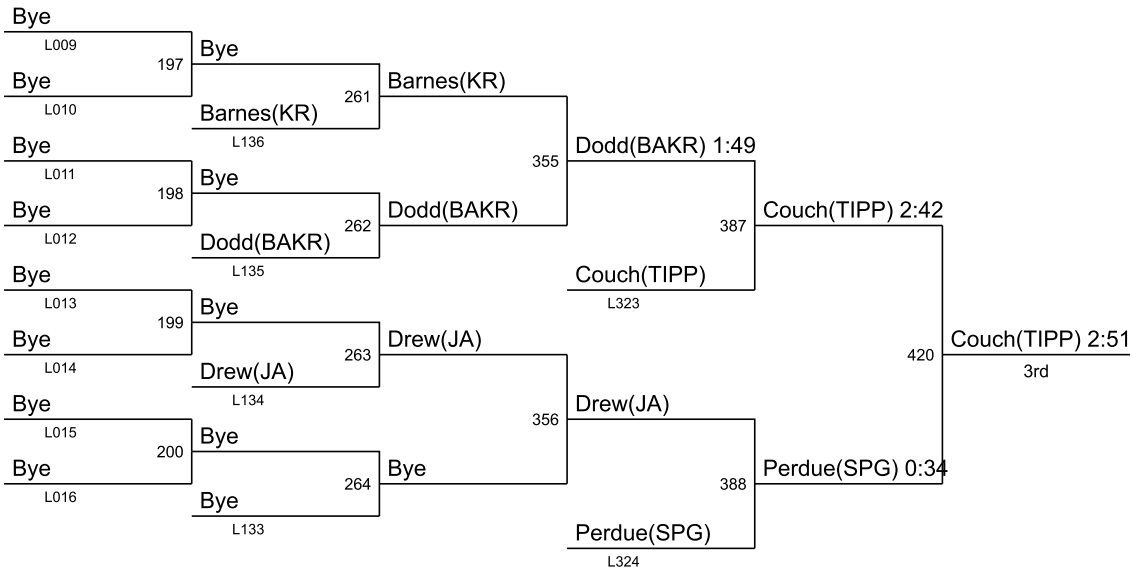 Bye
L009
197
Bye
L010
Bye
Barnes(KR)
L136
261
Barnes(KR)
Bye
L011
198
Bye
L012
Bye
Dodd(BAKR)
L135
262
Dodd(BAKR)
355
Dodd(BAKR) 1:49
Couch(TIPP)
L323
387
Couch(TIPP) 2:42
Bye
L013
199
Bye
L014
Bye
Drew(JA)
L134
263
Drew(JA)
Bye
L015
200
Bye
L016
Bye
Bye
L133
264
Bye
356
Drew(JA)
Perdue(SPG)
L324
388
Perdue(SPG) 0:34
420
Couch(TIPP) 2:51
3rd